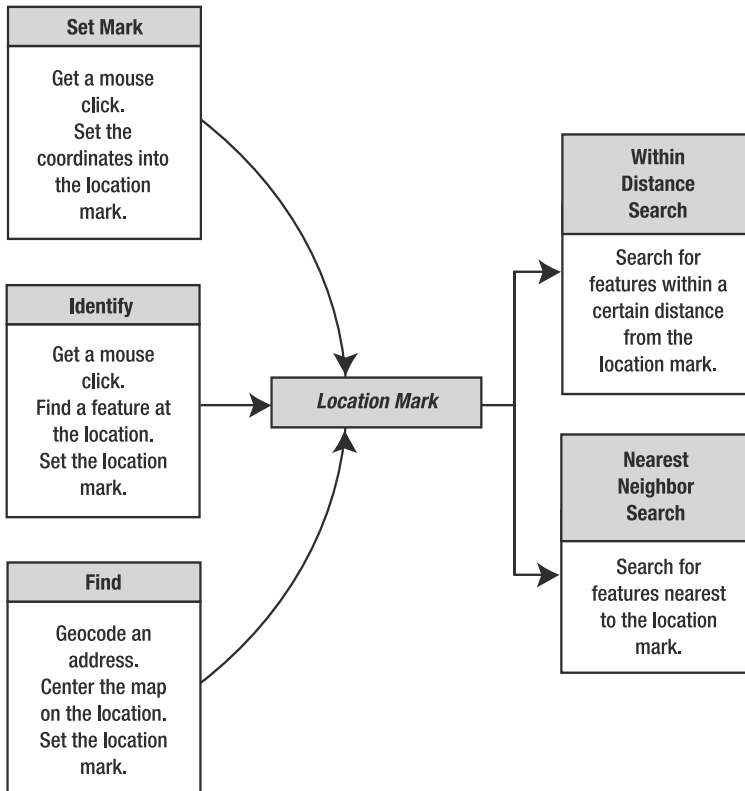 Set Mark
Get a mouse
click.
Set the
coordinates into
the location
mark.
Identify
Get a mouse
click.
Find a feature at
the location.
Set the location
mark.
Find
Geocode an
address.
Center the map
on the location.
Set the location
mark.
Location Mark
Within
Distance
Search
Search for
features within a
certain distance
from the
location mark.
Nearest
Neighbor
Search
Search for
features nearest
to the location
mark.